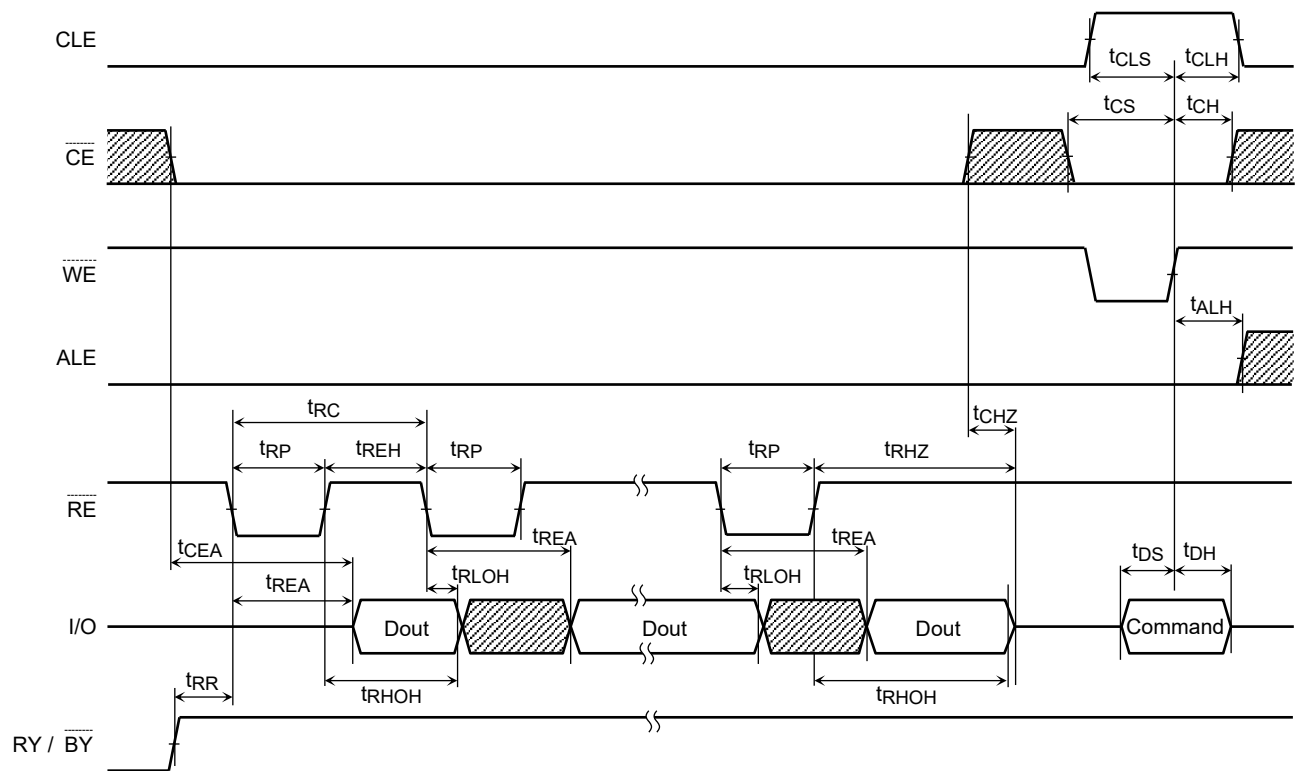 CLE
tCLS tCLH
tCS tCH
CE
WE
tALH
ALE
tRC
tCHZ
tRP tREH tRP tRP tRHZ
RE
tCEA tREA tREA
tREA tRLOH tRLOH tDS tDH
I/O Dout Dout Dout Command
tRR tRHOH tRHOH
RY / BY